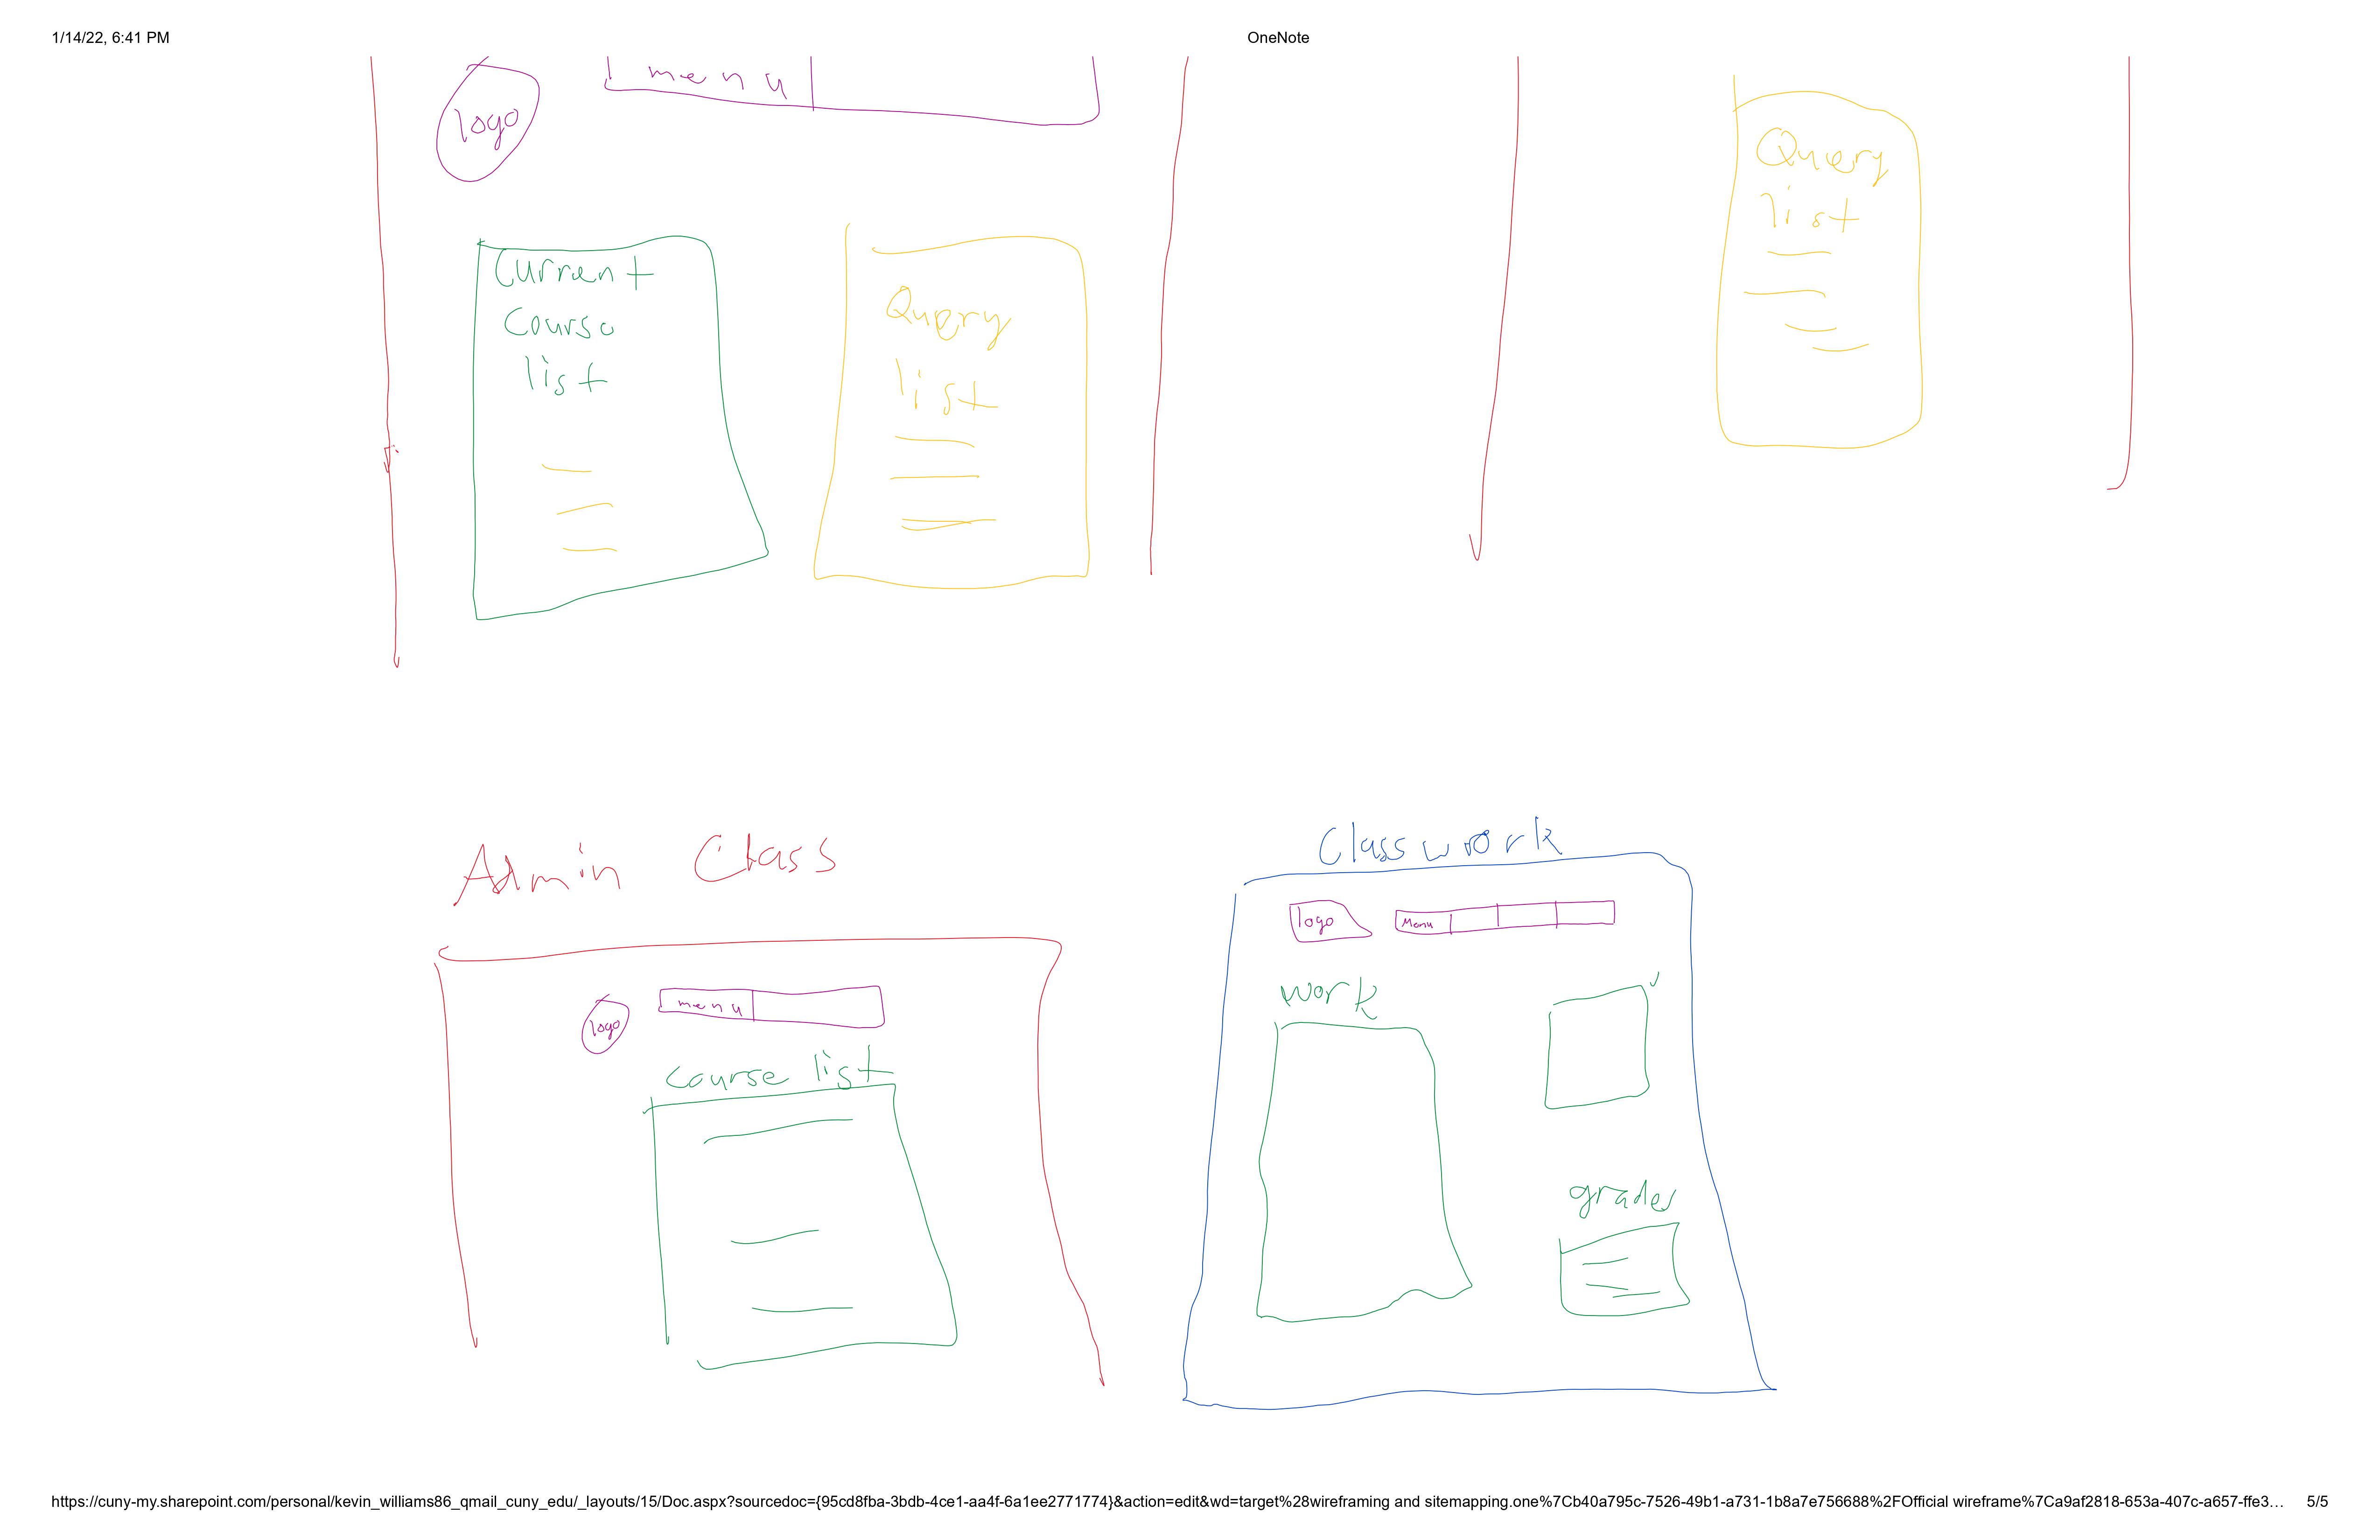 1/14/22, 6:41 PM
OneNote
menu
logo
Current
Course
list
Query
list
Query
list
Admin Class
logo
menu
course list
Classwork
logo
Menu
work
grades
https://cuny-my.sharepoint.com/personal/kevin_williams86_qmail_cuny_edu/_layouts/15/Doc.aspx?sourcedoc={95cd8fba-3bdb-4ce1-aa4f-6a1ee2771774}&action=edit&wd=target%28wireframing and sitemapping.one%7Cb40a795c-7526-49b1-a731-1b8a7e756688%2FOfficial wireframe%7Ca9af2818-653a-407c-a657-ffe3…
5/5